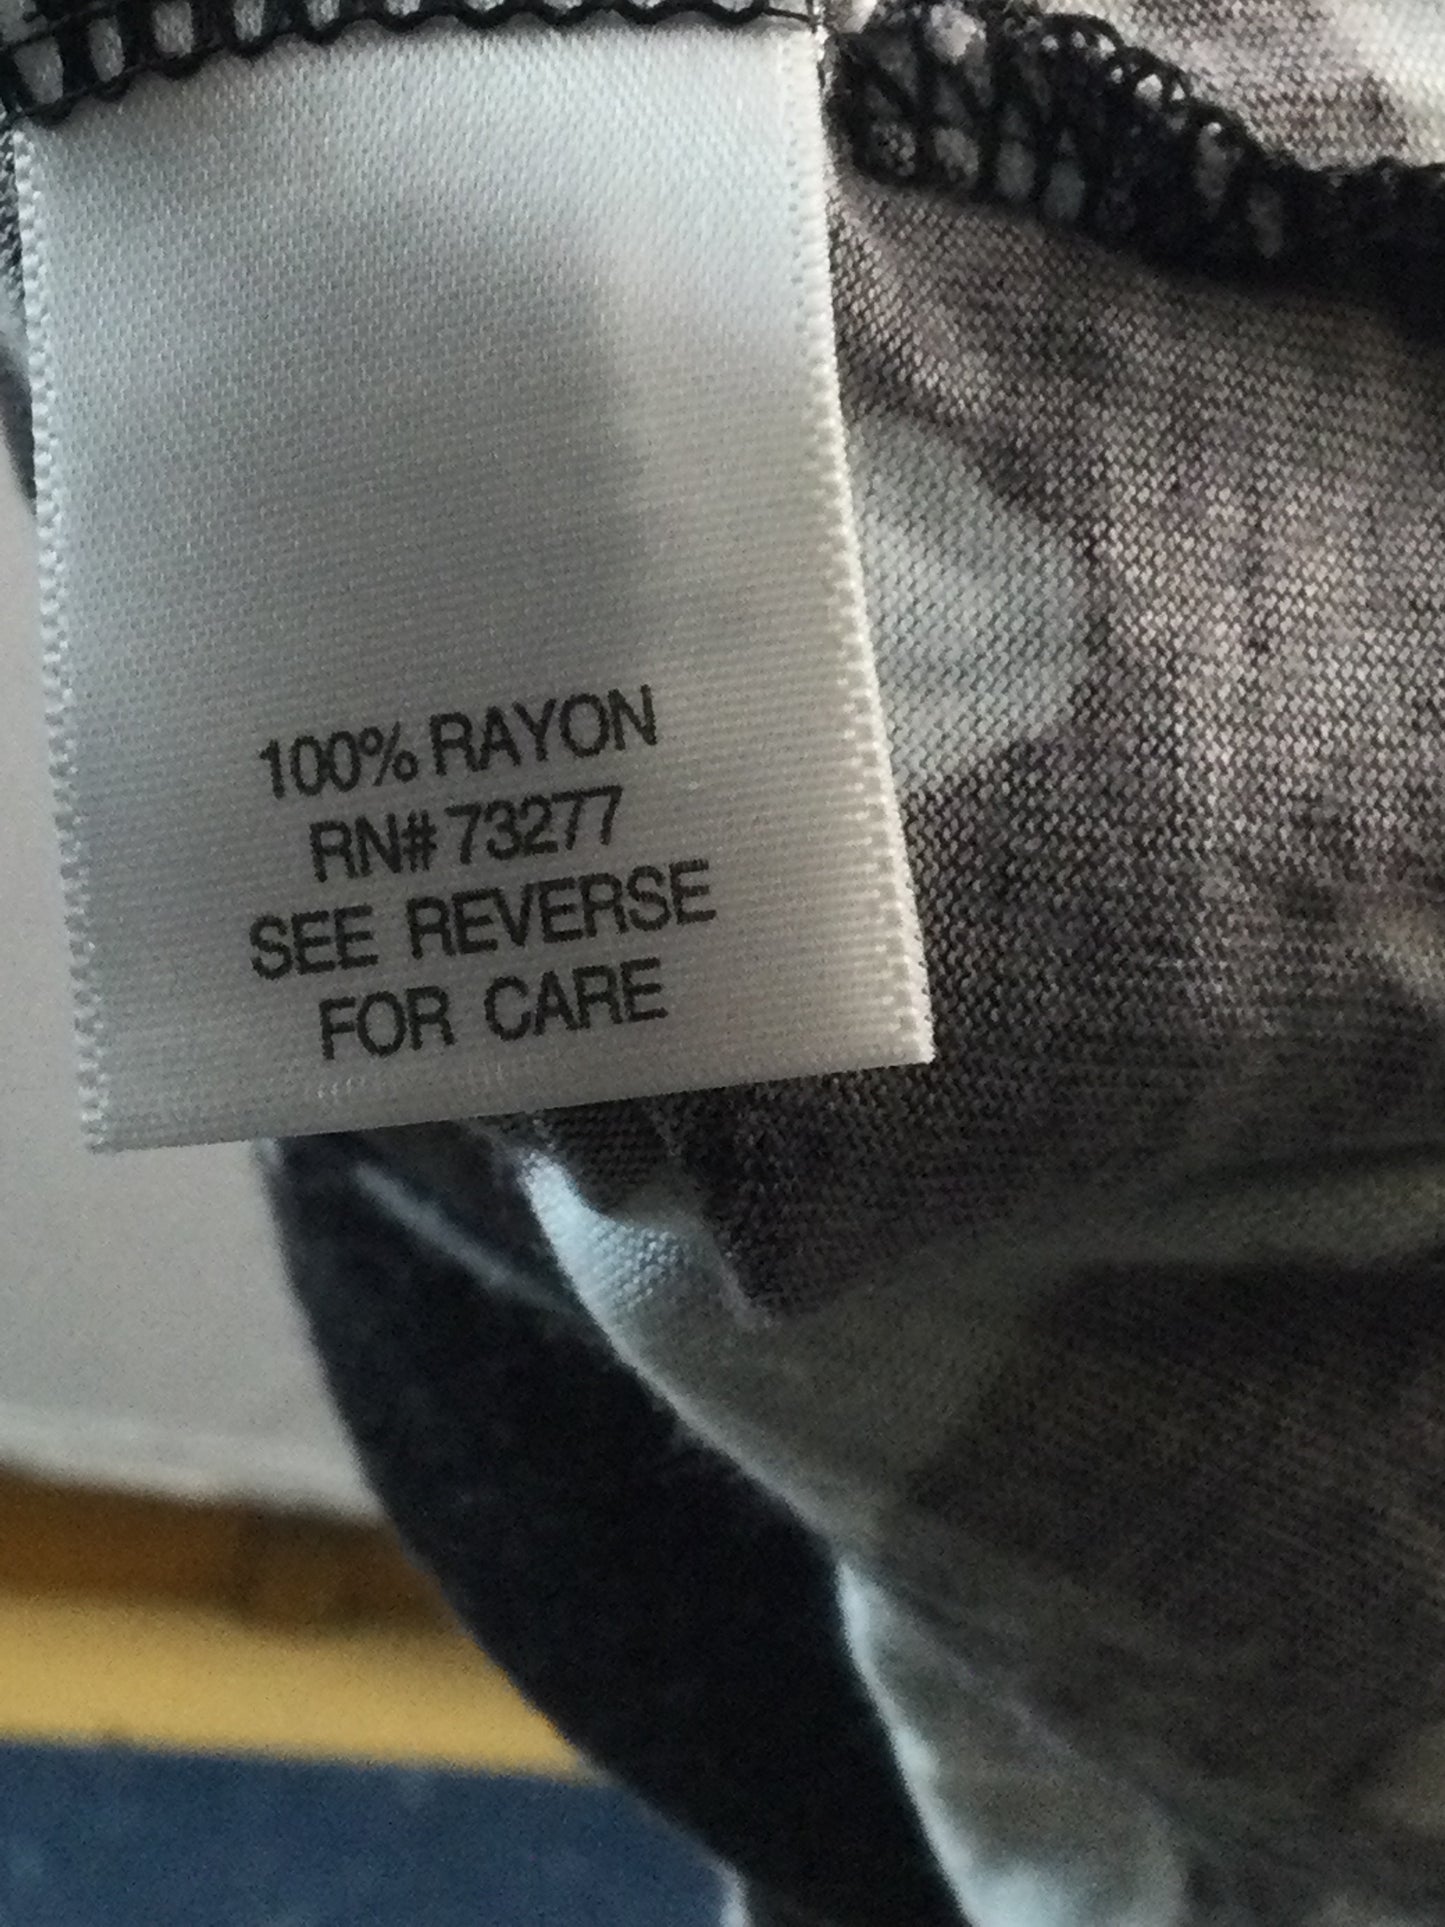 100% RAYON
RN# 73277
SEE REVERSE
FOR CARE